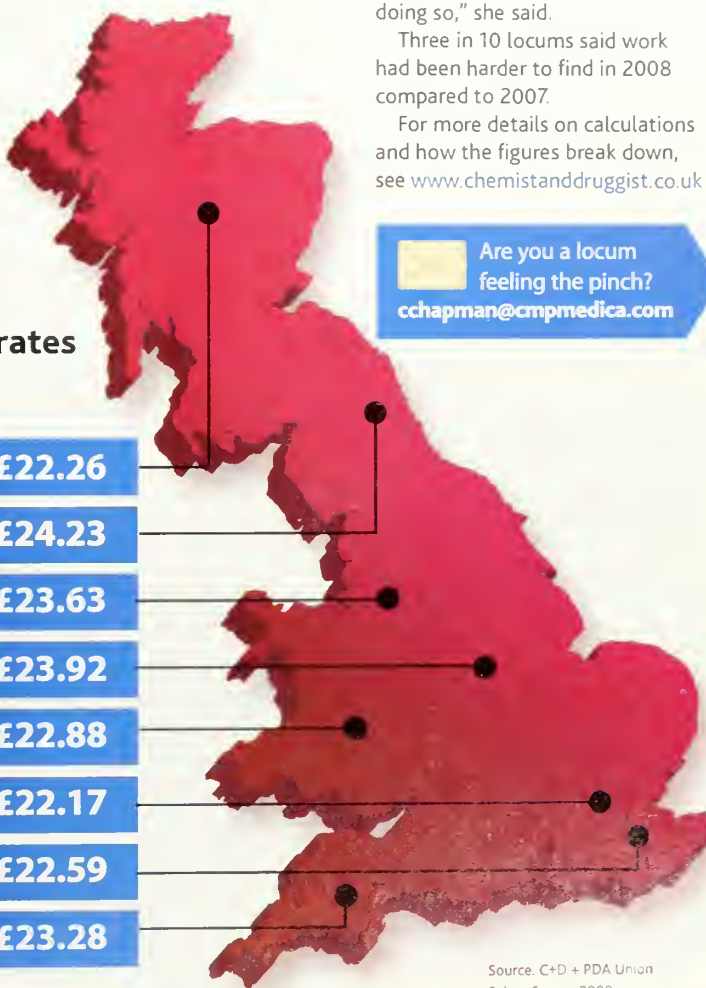 doing so," she said.
Three in 10 locums said work
had been harder to find in 2008
compared to 2007.
For more details on calculations
and how the figures break down,
see www.chemistanddruggist.co.uk
Are you a locum
feeling the pinch?
cchapman@cmpmedica.com
rates
£22.26
£24.23
£23.63
£23.92
£22.88
£22.17
£22.59
£23.28
Source. C+D + PDA Union